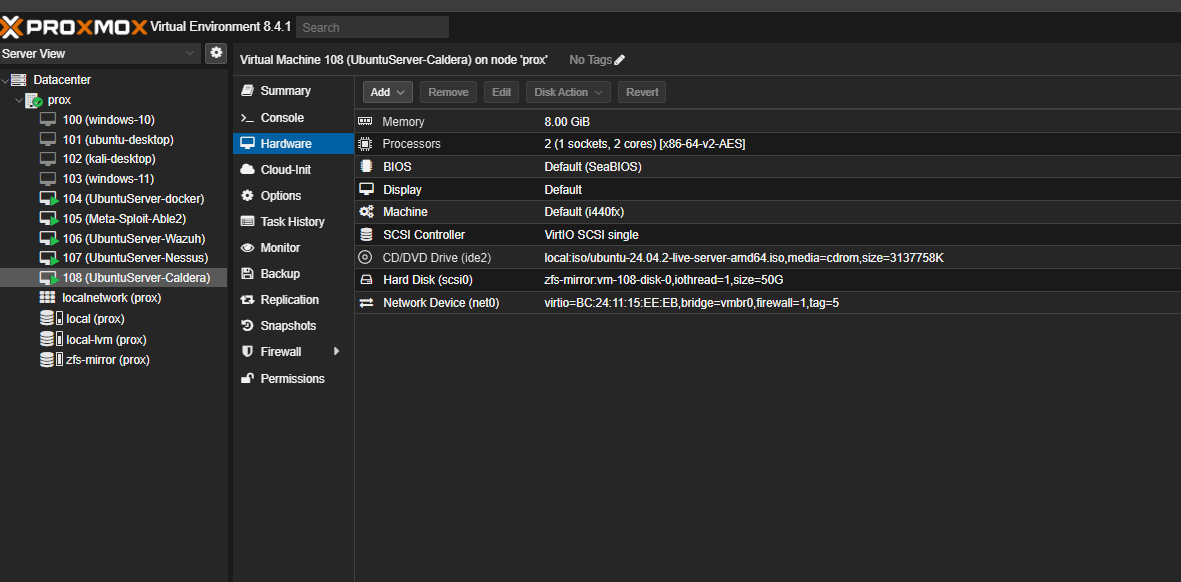 PROXMOX Virtual Environment 8.4.1 Search
Server View
Datacenter
prox
100 (windows-10)
101 (ubuntu-desktop)
102 (kali-desktop)
103 (windows-11)
104 (UbuntuServer-docker)
105 (Meta-Sploit-Able2)
106 (UbuntuServer-Wazuh)
107 (UbuntuServer-Nessus)
108 (UbuntuServer-Caldera)
localnetwork (prox)
local (prox)
local-lvm (prox)
zfs-mirror (prox)
Virtual Machine 108 (UbuntuServer-Caldera) on node 'prox' No Tags
Summary
Console
Hardware
Cloud-Init
Options
Task History
Monitor
Backup
Replication
Snapshots
Firewall
Permissions
Add Remove Edit Disk Action Revert
Memory 8.00 GiB
Processors 2 (1 sockets, 2 cores) [x86-64-v2-AES]
BIOS Default (SeaBIOS)
Display Default
Machine Default (i440fx)
SCSI Controller VirtIO SCSI single
CD/DVD Drive (ide2) local:iso/ubuntu-24.04.2-live-server-amd64.iso,media=cdrom,size=3137758K
Hard Disk (scsi0) zfs-mirror:vm-108-disk-0,iothread=1,size=50G
Network Device (net0) virtio=BC:24:11:15:EE:EB,bridge=vmbr0,firewall=1,tag=5